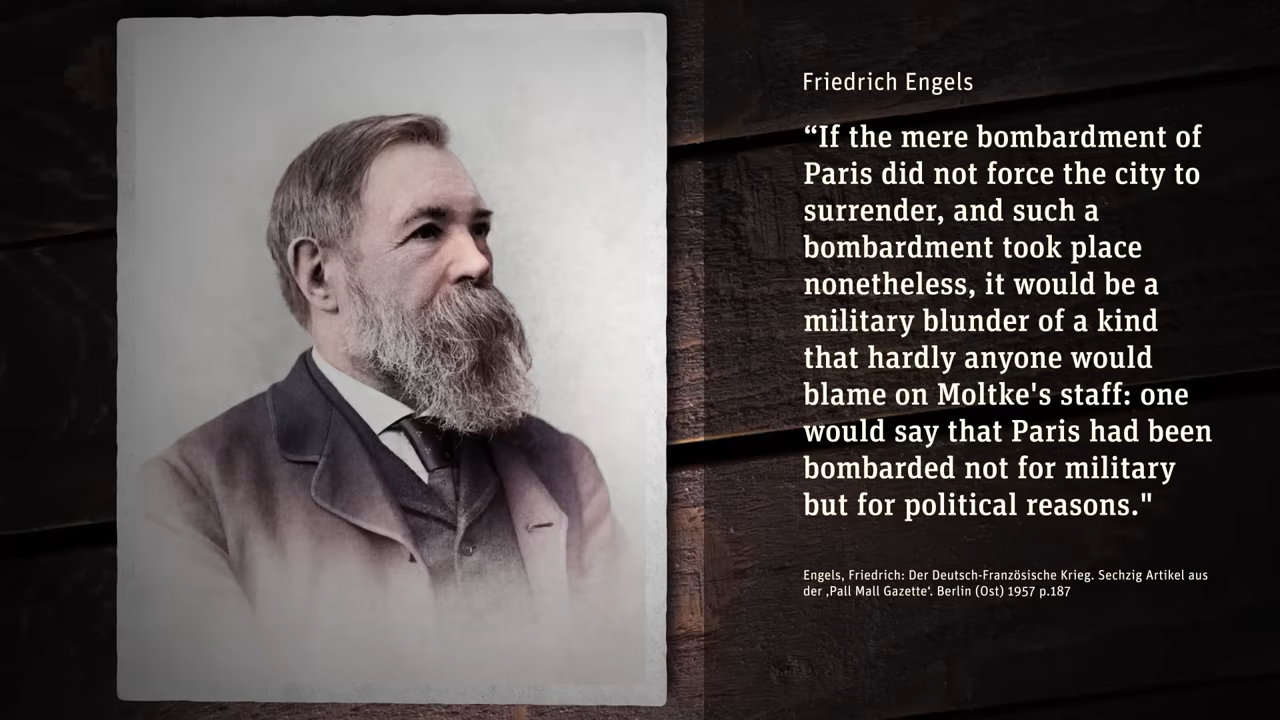 Friedrich Engels
“If the mere bombardment of
Paris did not force the city to
surrender, and such a
bombardment took place
nonetheless, it would be a
military blunder of a kind
that hardly anyone would
blame on Moltke's staff: one
would say that Paris had been
bombarded not for military
but for political reasons."
Engels, Friedrich: Der Deutsch-Französische Krieg. Sechzig Artikel aus
der ‚Pall Mall Gazette‘. Berlin (Ost) 1957 p.187